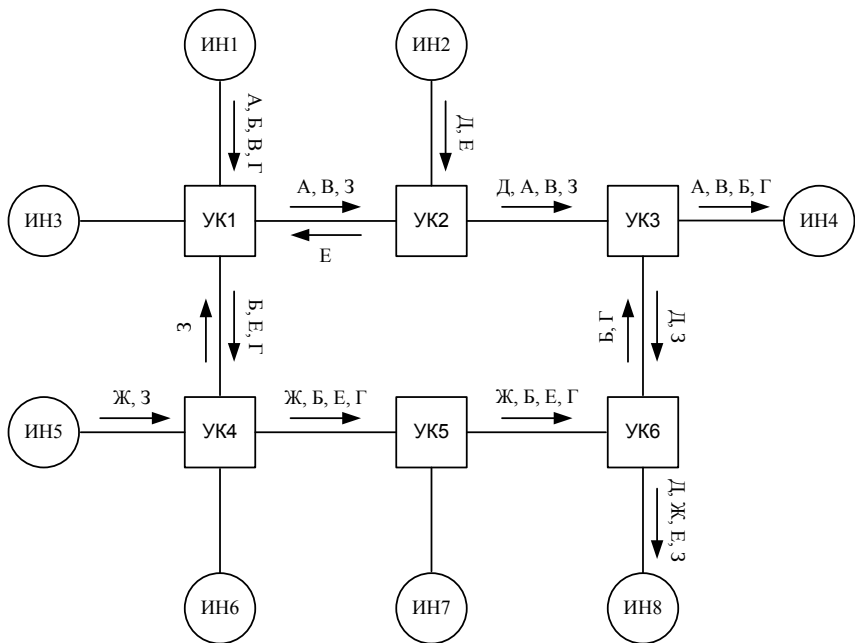 ИН1
ИН2
А, Б, В, Г
Д, Е
ИН3
УК1
А, В, З
Е
УК2
Д, А, В, З
УК3
А, В, Б, Г
ИН4
З
Б, Е, Г
Б, Г
Д, З
ИН5
Ж, З
УК4
Ж, Б, Е, Г
УК5
Ж, Б, Е, Г
УК6
Д, Ж, Е, З
ИН6
ИН7
ИН8